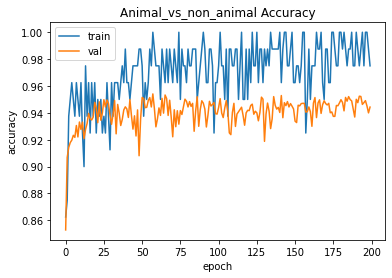 Animal_vs_non_animal Accuracy
train
val
accuracy
1.00
0.98
0.96
0.94
0.92
0.90
0.88
0.86
0 25 50 75 100 125 150 175 200
epoch